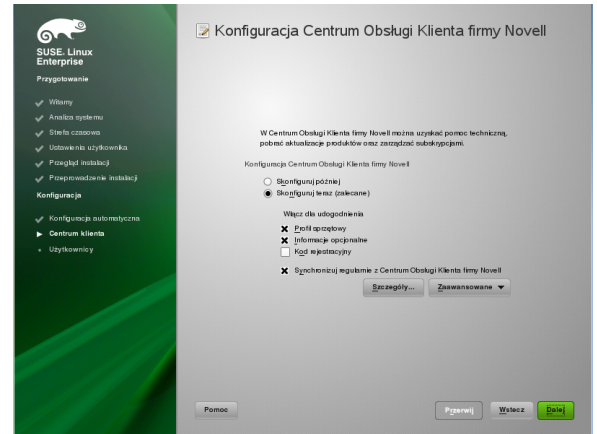 SUSE. Linux
Enterprise
Przygotowanie
Witamy
Analiza systemu
Strefa czasowa
Ustawienia użytkownika
Przegląd instalacji
Przeprowadzenie instalacji
Konfiguracja
Konfiguracja automatyczna
Centrum klienta
Użytkownicy
Konfiguracja Centrum Obsługi Klienta firmy Novell
W Centrum Obsługi Klienta firmy Novell można uzyskać pomoc techniczną,
pobrać aktualizacje produktów oraz zarządzać subskrypcjami.
Konfiguracja Centrum Obsługi Klienta firmy Novell
Skonfiguruj później
Skonfiguruj teraz (zalecane)
Włącz dla udogodnienia
Profil sprzętowy
Informacje opcjonalne
Kod rejestracyjny
Synchronizuj regularnie z Centrum Obsługi Klienta firmy Novell
Szczegóły...
Zaawansowane
Pomoc
Przerwij
Wstecz
Dalej